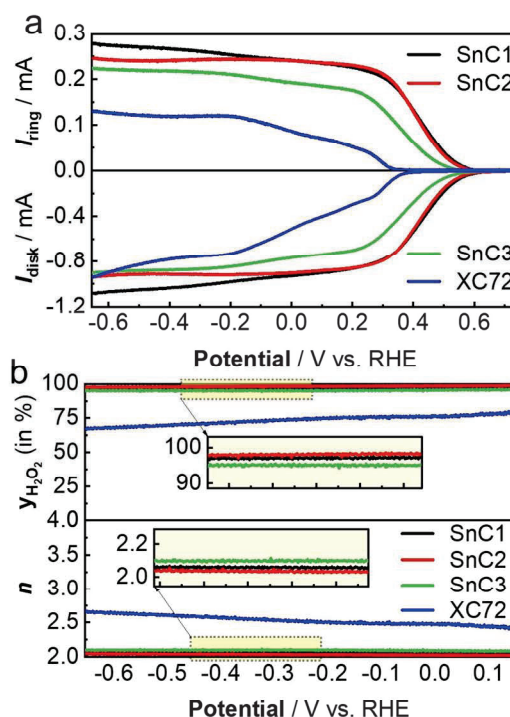 a
0.3
0.2
0.1
0.0
-0.4
-0.8
-1.2
I_ring / mA
I_disk / mA
SnC1
SnC2
SnC3
XC72
-0.6 -0.4 -0.2 0.0 0.2 0.4 0.6
Potential / V vs. RHE
b
100
75
50
25
4.0
3.5
3.0
2.5
2.0
y_H2O2 (in %)
n
100
90
2.2
2.0
SnC1
SnC2
SnC3
XC72
-0.6 -0.5 -0.4 -0.3 -0.2 -0.1 0.0 0.1
Potential / V vs. RHE